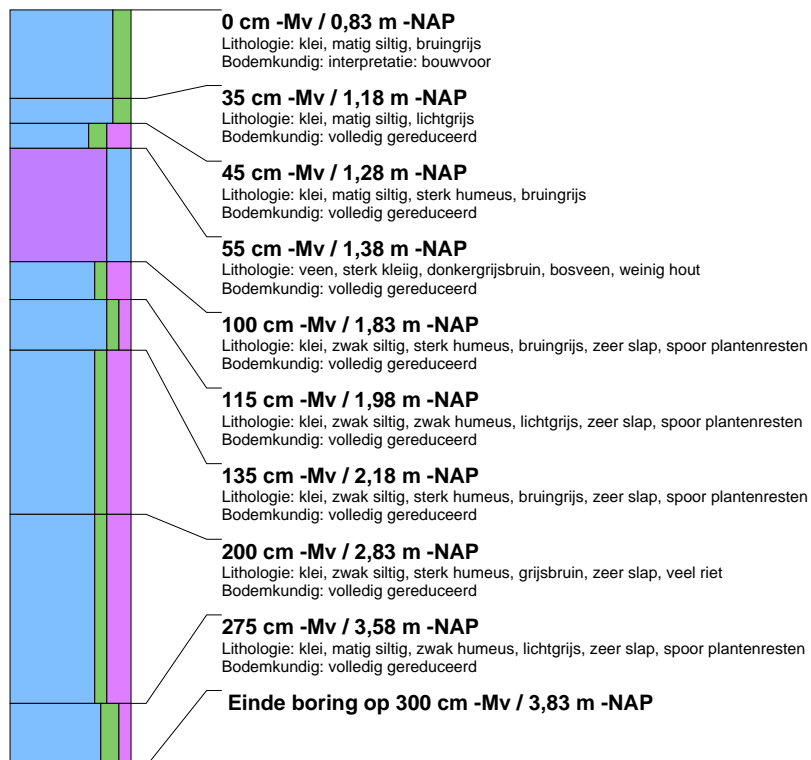 0 cm -Mv / 0,83 m -NAP
Lithologie: klei, matig siltig, bruingrijs
Bodemkundig: interpretatie: bouwvoor
35 cm -Mv / 1,18 m -NAP
Lithologie: klei, matig siltig, lichtgrijs
Bodemkundig: volledig gereduceerd
45 cm -Mv / 1,28 m -NAP
Lithologie: klei, matig siltig, sterk humeus, bruingrijs
Bodemkundig: volledig gereduceerd
55 cm -Mv / 1,38 m -NAP
Lithologie: veen, sterk kleiig, donkergrijsbruin, bosveen, weinig hout
Bodemkundig: volledig gereduceerd
100 cm -Mv / 1,83 m -NAP
Lithologie: klei, zwak siltig, sterk humeus, bruingrijs, zeer slap, spoor plantenresten
Bodemkundig: volledig gereduceerd
115 cm -Mv / 1,98 m -NAP
Lithologie: klei, zwak siltig, zwak humeus, lichtgrijs, zeer slap, spoor plantenresten
Bodemkundig: volledig gereduceerd
135 cm -Mv / 2,18 m -NAP
Lithologie: klei, zwak siltig, sterk humeus, bruingrijs, zeer slap, spoor plantenresten
Bodemkundig: volledig gereduceerd
200 cm -Mv / 2,83 m -NAP
Lithologie: klei, zwak siltig, sterk humeus, grijsbruin, zeer slap, veel riet
Bodemkundig: volledig gereduceerd
275 cm -Mv / 3,58 m -NAP
Lithologie: klei, matig siltig, zwak humeus, lichtgrijs, zeer slap, spoor plantenresten
Bodemkundig: volledig gereduceerd
Einde boring op 300 cm -Mv / 3,83 m -NAP